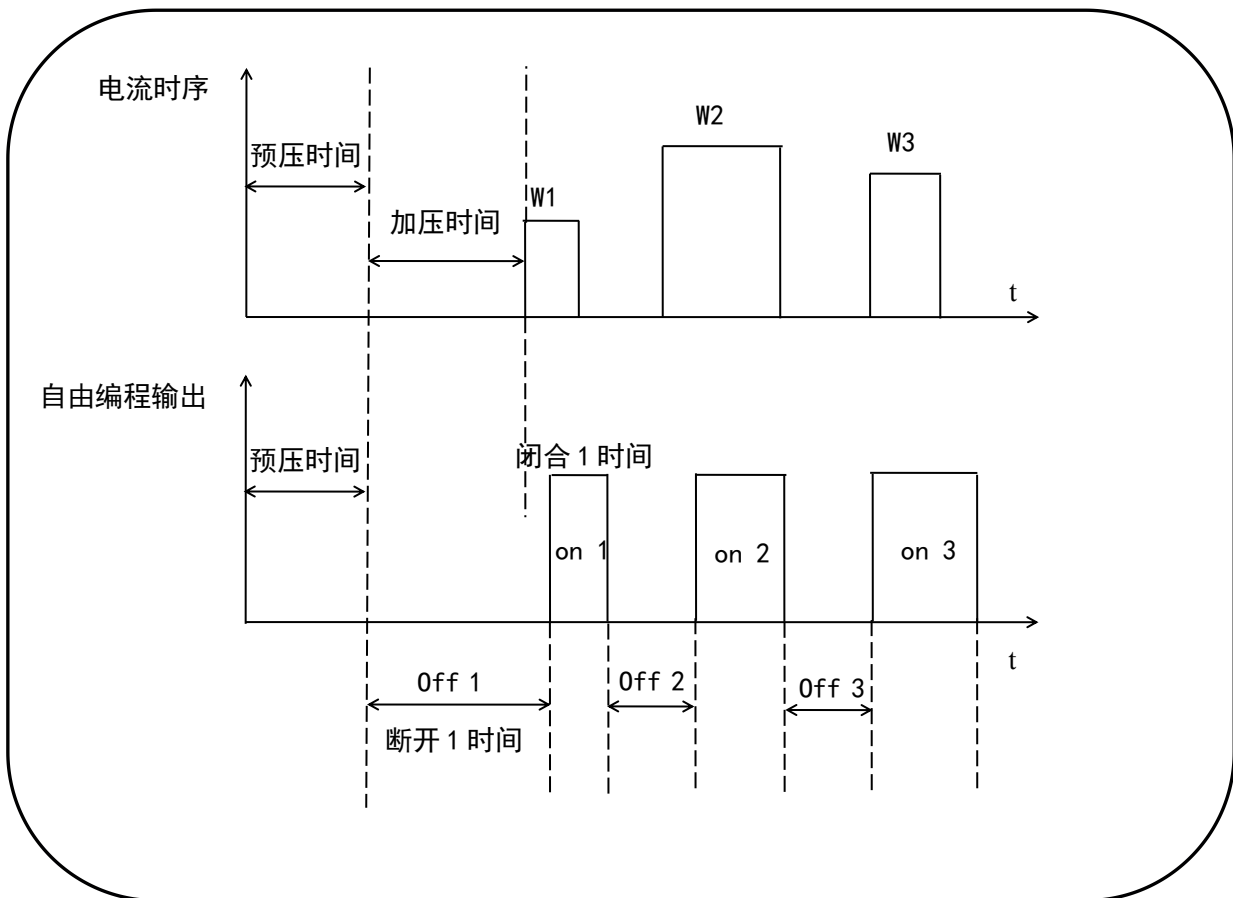 电流时序
W2
W3
预压时间
W1
加压时间
t
自由编程输出
闭合 1 时间
预压时间
on 1
on 2
on 3
t
Off 1
Off 2
Off 3
断开 1 时间